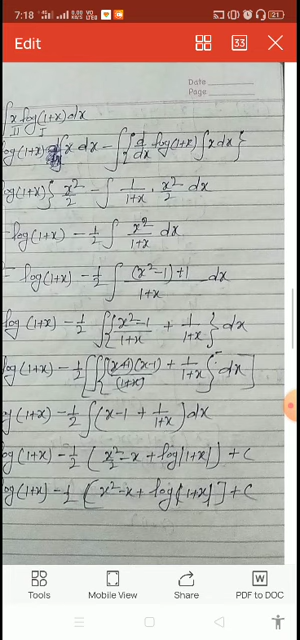 7:18
21
Edit
33
Date
Page
∫ x log(1+x) dx
II I
log(1+x) ∫x dx − ∫{d/dx log(1+x) ∫x dx}
log(1+x)} x²/2 − ∫ 1/1+x · x²/2 dx
log(1+x) − 1/2 ∫ x²/1+x dx
− log(1+x) − 1/2 ∫ (x²−1)+1/1+x dx
log(1+x) − 1/2 ∫{x²−1/1+x + 1/1+x} dx
log(1+x) − 1/2 [∫{(x+1)(x−1)/(1+x) + 1/1+x} dx]
g(1+x) − 1/2 ∫(x−1 + 1/1+x) dx
log(1+x) − 1/2 (x²/2 − x + log|1+x|) + C
log(1+x) − 1/2 [x² − x + log|1+x|] + C
Tools Mobile View Share PDF to DOC